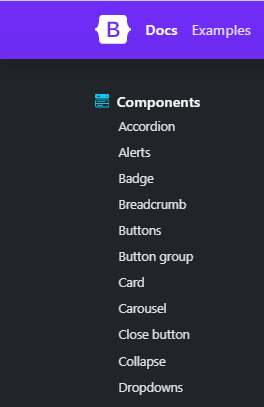 B Docs Examples
Components
Accordion
Alerts
Badge
Breadcrumb
Buttons
Button group
Card
Carousel
Close button
Collapse
Dropdowns